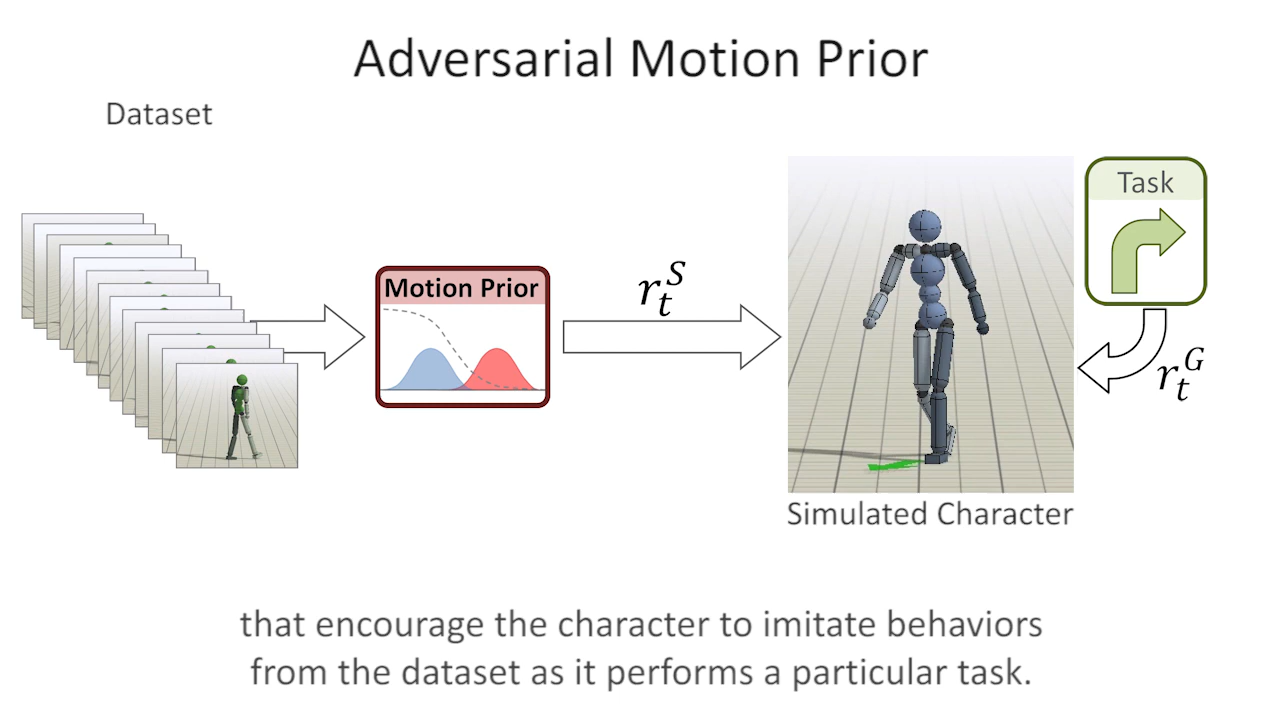 Adversarial Motion Prior
Dataset
Task
Motion Prior
r_t^S
r_t^G
Simulated Character
that encourage the character to imitate behaviors
from the dataset as it performs a particular task.